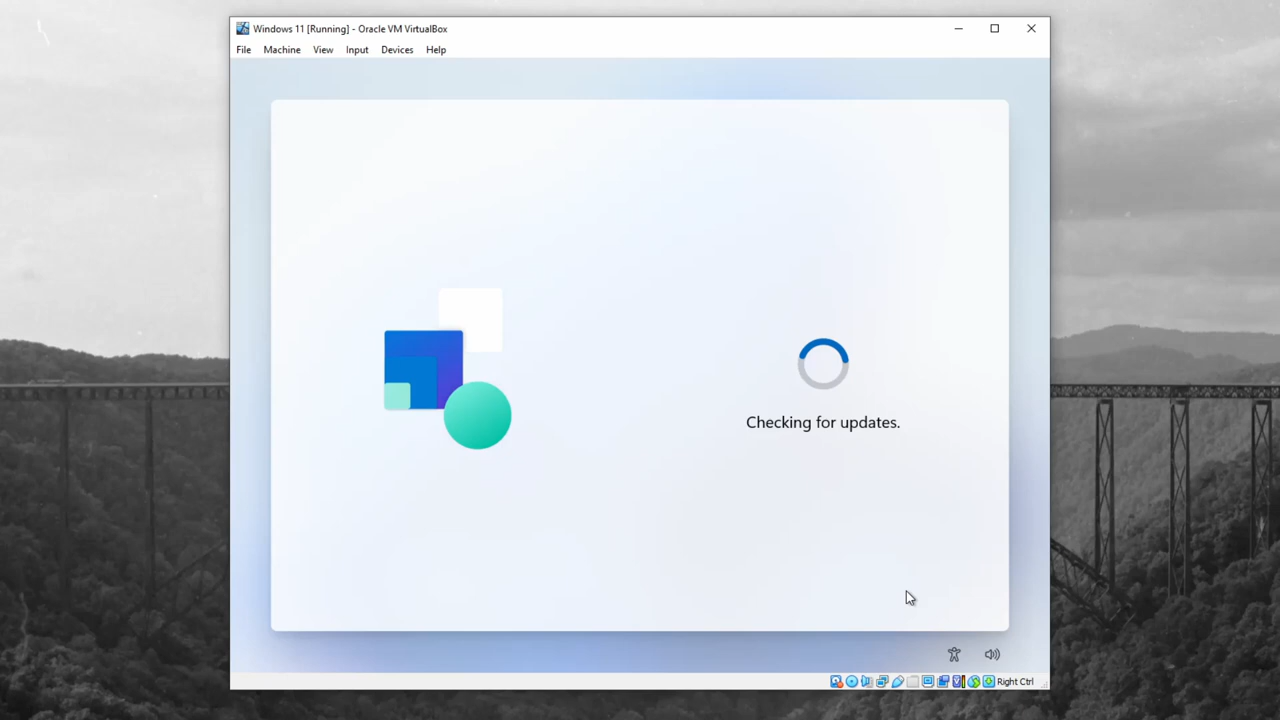 Windows 11 [Running] - Oracle VM VirtualBox
File Machine View Input Devices Help
Checking for updates.
Right Ctrl